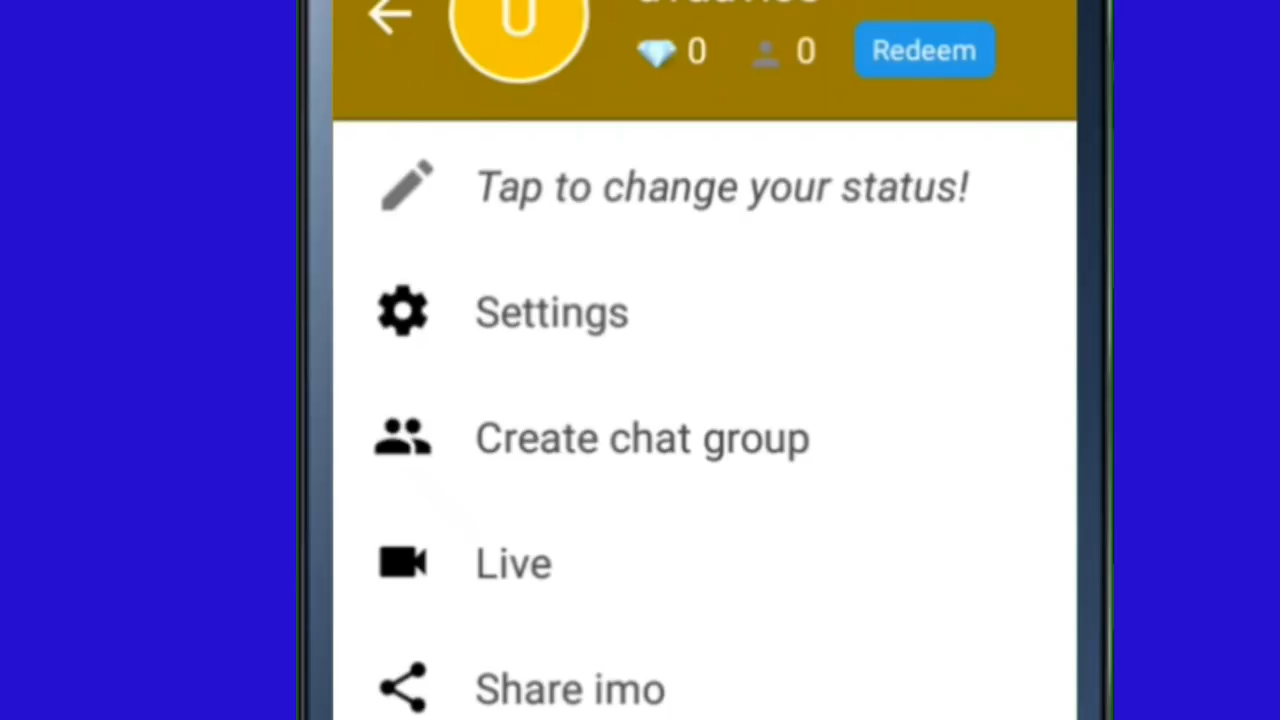 U
0 0 Redeem
Tap to change your status!
Settings
Create chat group
Live
Share imo